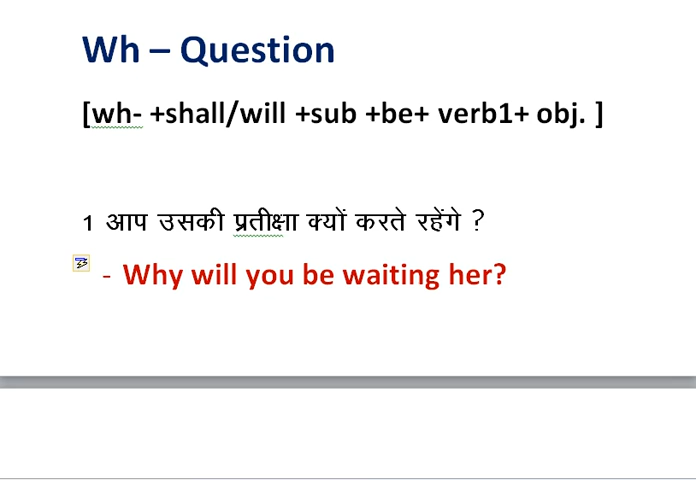 Wh – Question
[wh- +shall/will +sub +be+ verb1+ obj. ]
1 आप उसकी प्रतीक्षा क्यों करते रहेंगे ?
- Why will you be waiting her?